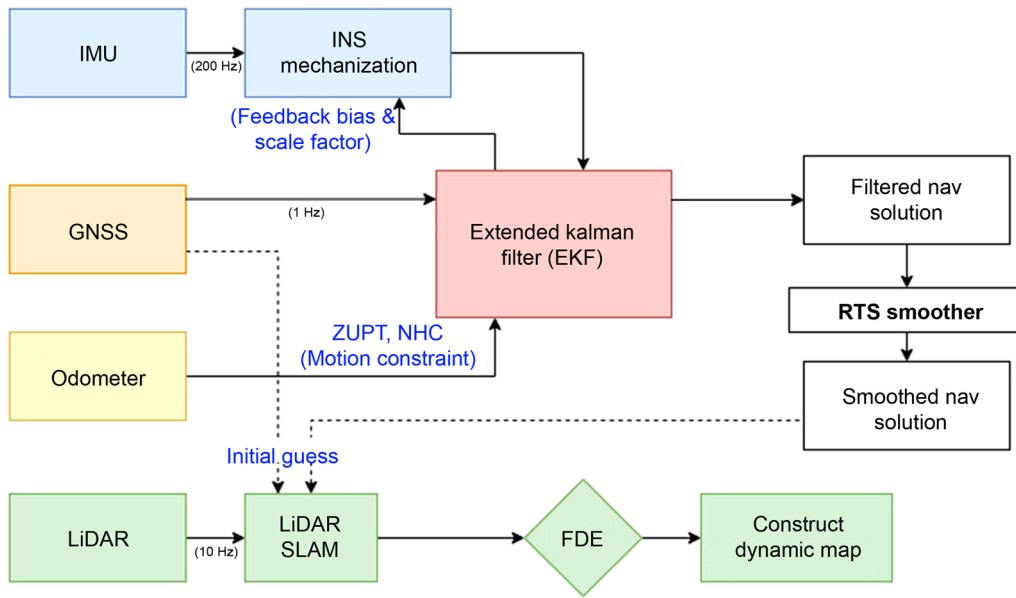 IMU
(200 Hz)
INS
mechanization
(Feedback bias &
scale factor)
GNSS
(1 Hz)
Extended kalman
filter (EKF)
Filtered nav
solution
RTS smoother
Odometer
ZUPT, NHC
(Motion constraint)
Smoothed nav
solution
Initial guess
LiDAR
(10 Hz)
LiDAR
SLAM
FDE
Construct
dynamic map